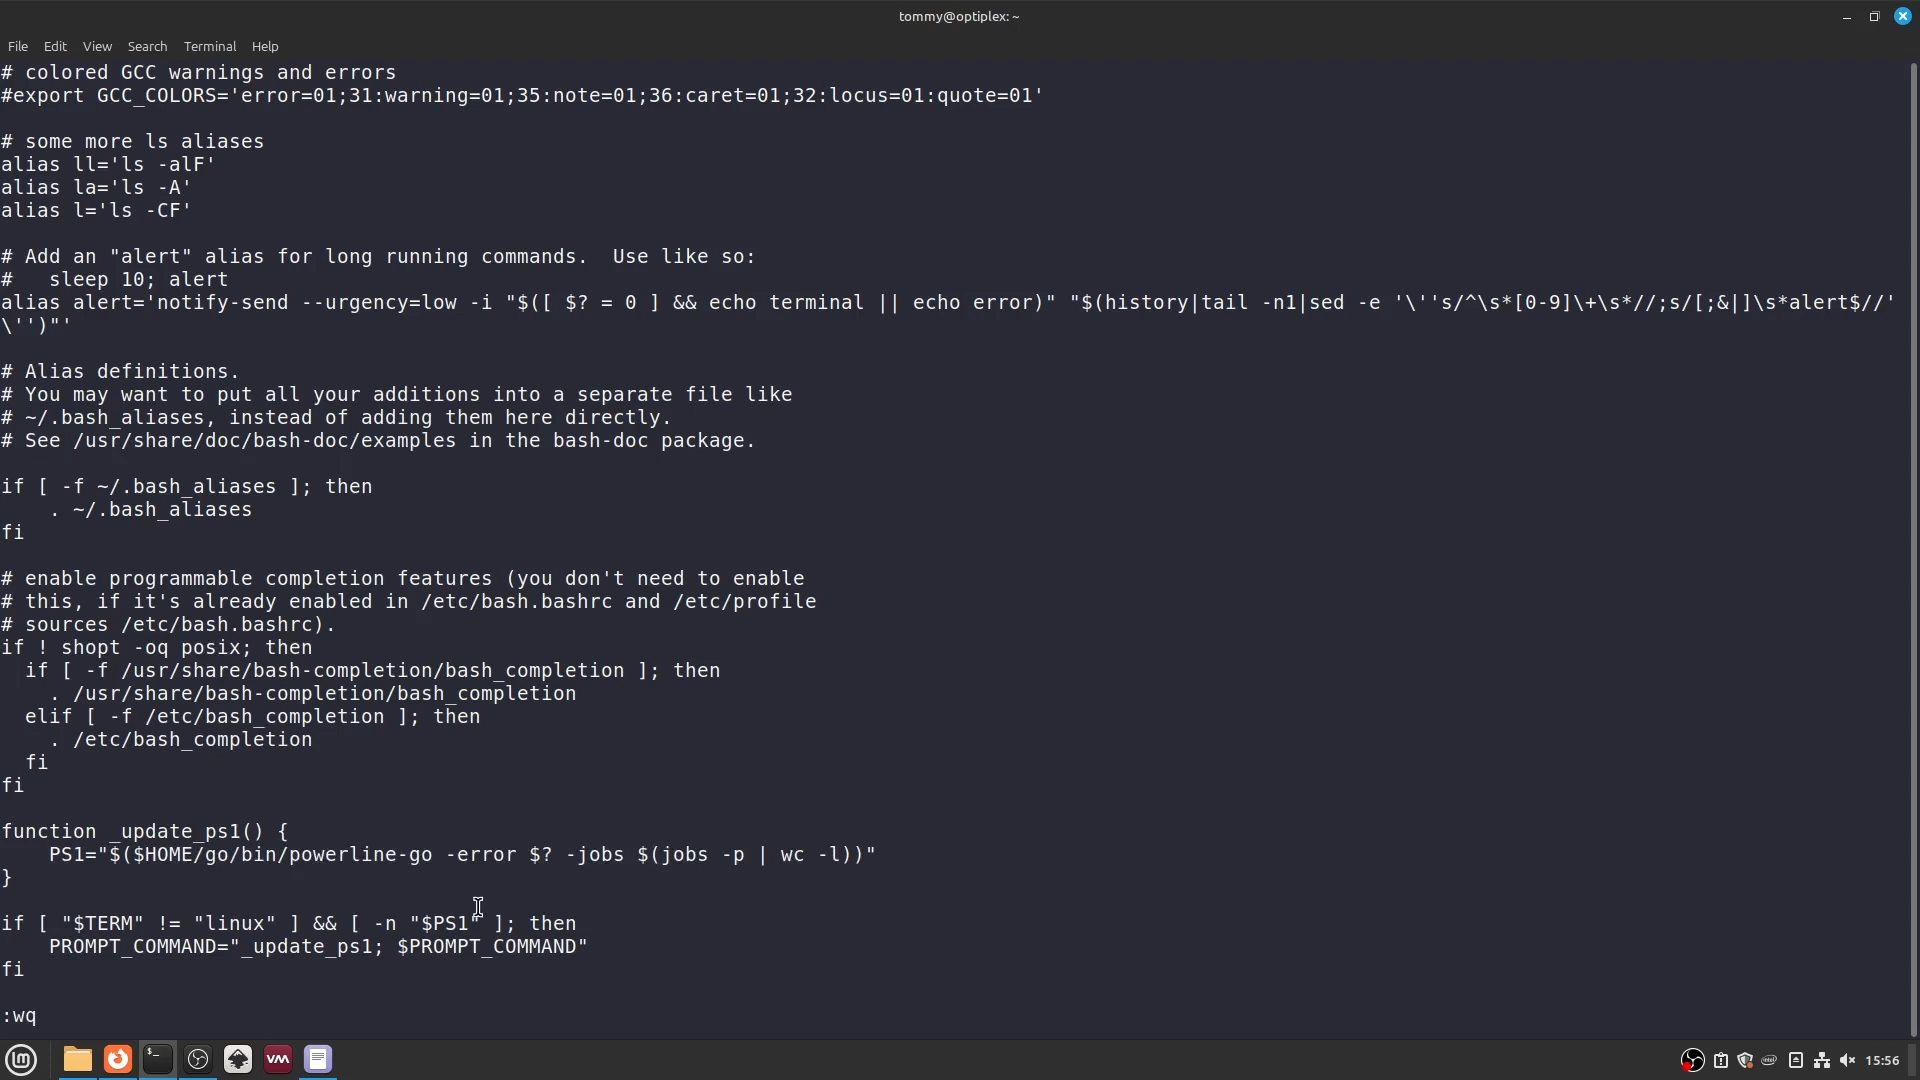 tommy@optiplex: ~
File Edit View Search Terminal Help
# colored GCC warnings and errors
#export GCC_COLORS='error=01;31:warning=01;35:note=01;36:caret=01;32:locus=01:quote=01'
# some more ls aliases
alias ll='ls -alF'
alias la='ls -A'
alias l='ls -CF'
# Add an "alert" alias for long running commands.  Use like so:
#   sleep 10; alert
alias alert='notify-send --urgency=low -i "$([ $? = 0 ] && echo terminal || echo error)" "$(history|tail -n1|sed -e '\''s/^\s*[0-9]\+\s*//;s/[;&|]\s*alert$//'
\'')"'
# Alias definitions.
# You may want to put all your additions into a separate file like
# ~/.bash_aliases, instead of adding them here directly.
# See /usr/share/doc/bash-doc/examples in the bash-doc package.
if [ -f ~/.bash_aliases ]; then
    . ~/.bash_aliases
fi
# enable programmable completion features (you don't need to enable
# this, if it's already enabled in /etc/bash.bashrc and /etc/profile
# sources /etc/bash.bashrc).
if ! shopt -oq posix; then
  if [ -f /usr/share/bash-completion/bash_completion ]; then
    . /usr/share/bash-completion/bash_completion
  elif [ -f /etc/bash_completion ]; then
    . /etc/bash_completion
  fi
fi
function _update_ps1() {
    PS1="$($HOME/go/bin/powerline-go -error $? -jobs $(jobs -p | wc -l))"
}
if [ "$TERM" != "linux" ] && [ -n "$PS1" ]; then
    PROMPT_COMMAND="_update_ps1; $PROMPT_COMMAND"
fi
:wq
15:56